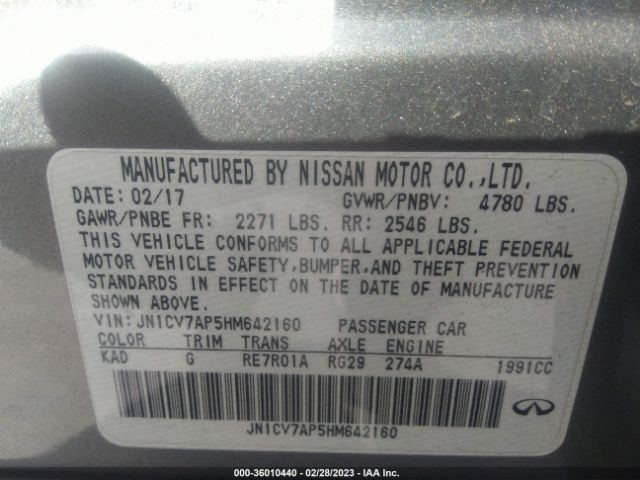 MANUFACTURED BY NISSAN MOTOR CO.,LTD.
DATE: 02/17 GVWR/PNBV: 4780 LBS.
GAWR/PNBE FR: 2271 LBS. RR: 2546 LBS.
THIS VEHICLE CONFORMS TO ALL APPLICABLE FEDERAL
MOTOR VEHICLE SAFETY,BUMPER,AND THEFT PREVENTION
STANDARDS IN EFFECT ON THE DATE OF MANUFACTURE
SHOWN ABOVE.
VIN: JN1CV7AP5HM642160 PASSENGER CAR
COLOR TRIM TRANS AXLE ENGINE
KAD G RE7R01A RG29 274A 1991CC
JN1CV7AP5HM642160
INFINITI
000-36010440 - 02/28/2023 - IAA Inc.